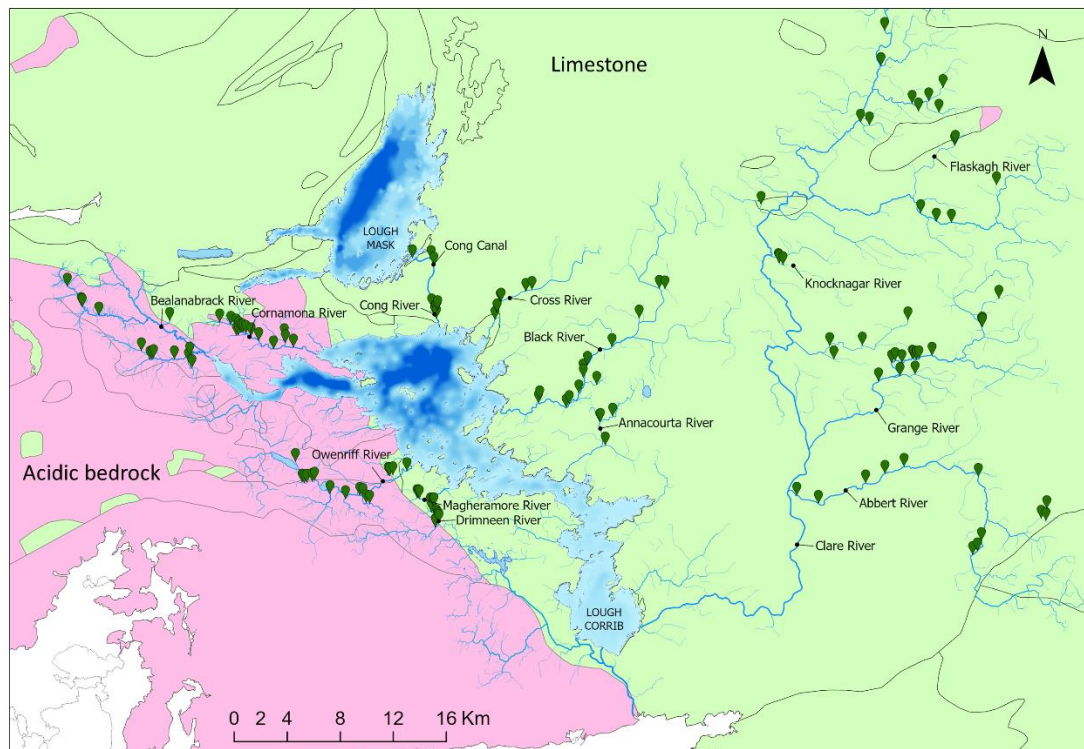 Limestone
N
Flaskagh River
LOUGH
MASK
Cong Canal
Knocknagar River
Bealanabrack River
Cornamona River
Cong River
Cross River
Black River
Annacourta River
Grange River
Acidic bedrock
Owenriff River
Magheramore River
Drimneen River
Abbert River
Clare River
LOUGH
CORRIB
0 2 4 8 12 16 Km